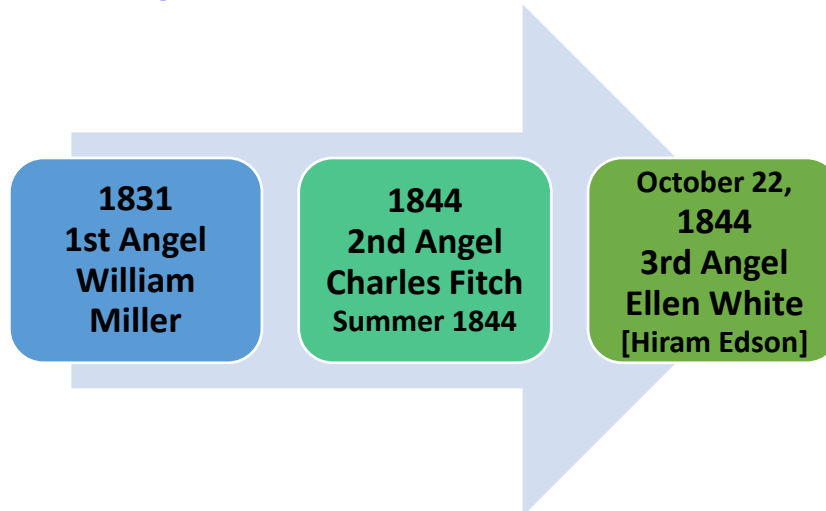 1831
1st Angel
William
Miller
1844
2nd Angel
Charles Fitch
Summer 1844
October 22,
1844
3rd Angel
Ellen White
[Hiram Edson]